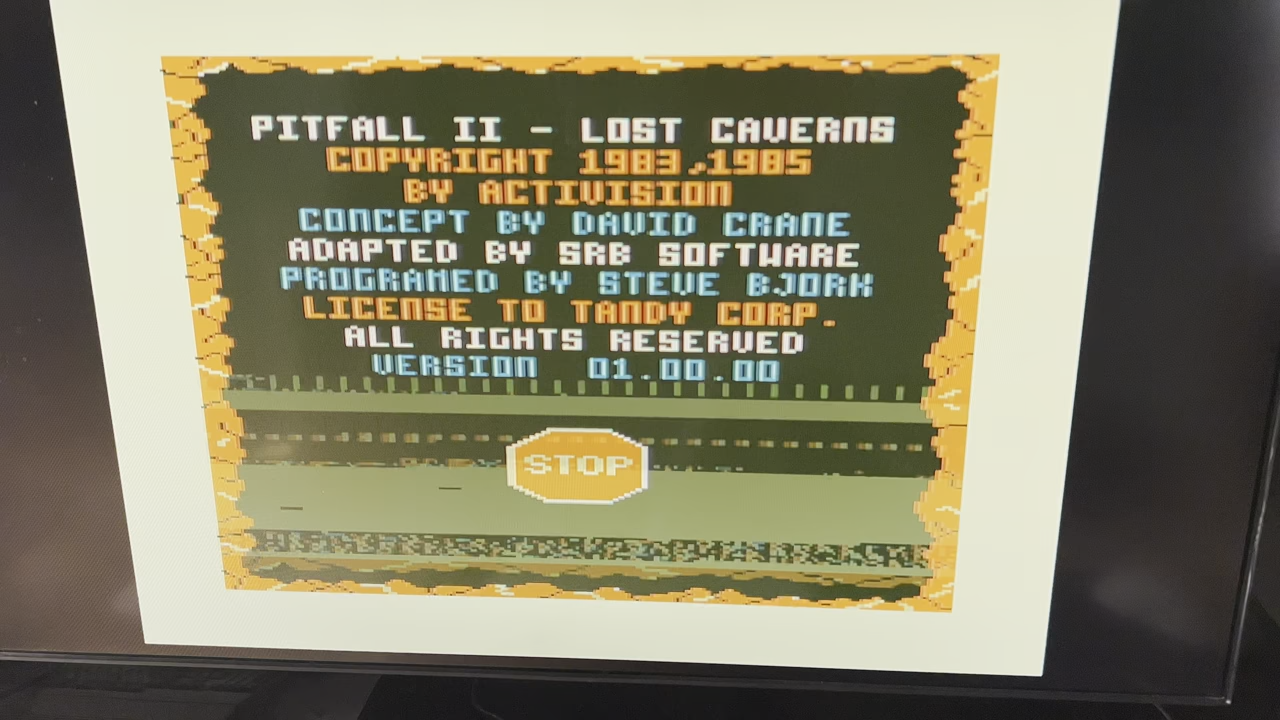 PITFALL II - LOST CAVERNS
COPYRIGHT 1983,1985
BY ACTIVISION
CONCEPT BY DAVID CRANE
ADAPTED BY SRB SOFTWARE
PROGRAMED BY STEVE BJORK
LICENSE TO TANDY CORP.
ALL RIGHTS RESERVED
VERSION 01.00.00
STOP